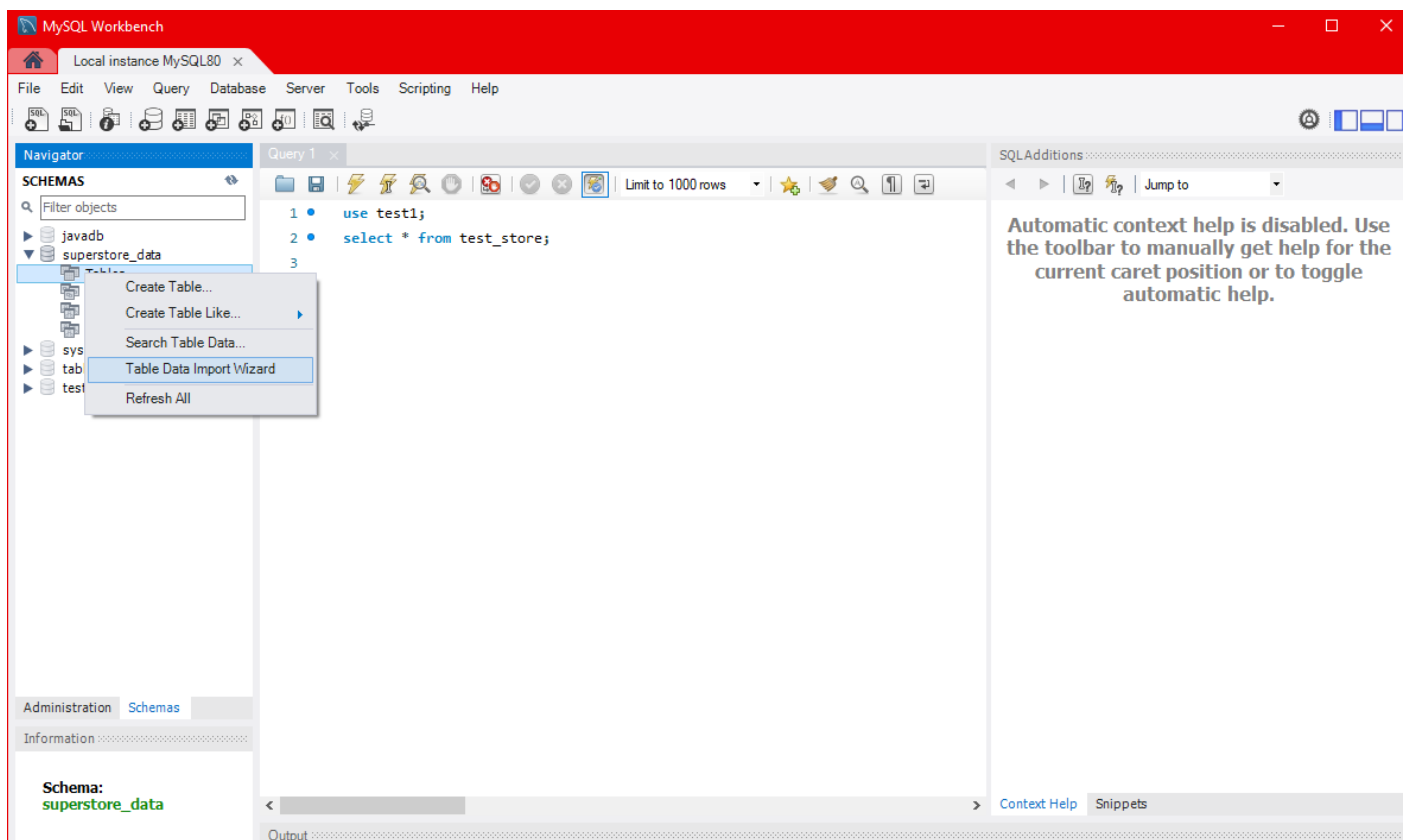 MySQL Workbench
Local instance MySQL80
File Edit View Query Database Server Tools Scripting Help
Navigator
SCHEMAS
Filter objects
javadb
superstore_data
Tables
sys
tab
test
Create Table...
Create Table Like...
Search Table Data...
Table Data Import Wizard
Refresh All
Administration Schemas
Information
Schema:
superstore_data
Query 1
Limit to 1000 rows
1 use test1;
2 select * from test_store;
3
Output
SQLAdditions
Jump to
Automatic context help is disabled. Use
the toolbar to manually get help for the
current caret position or to toggle
automatic help.
Context Help Snippets